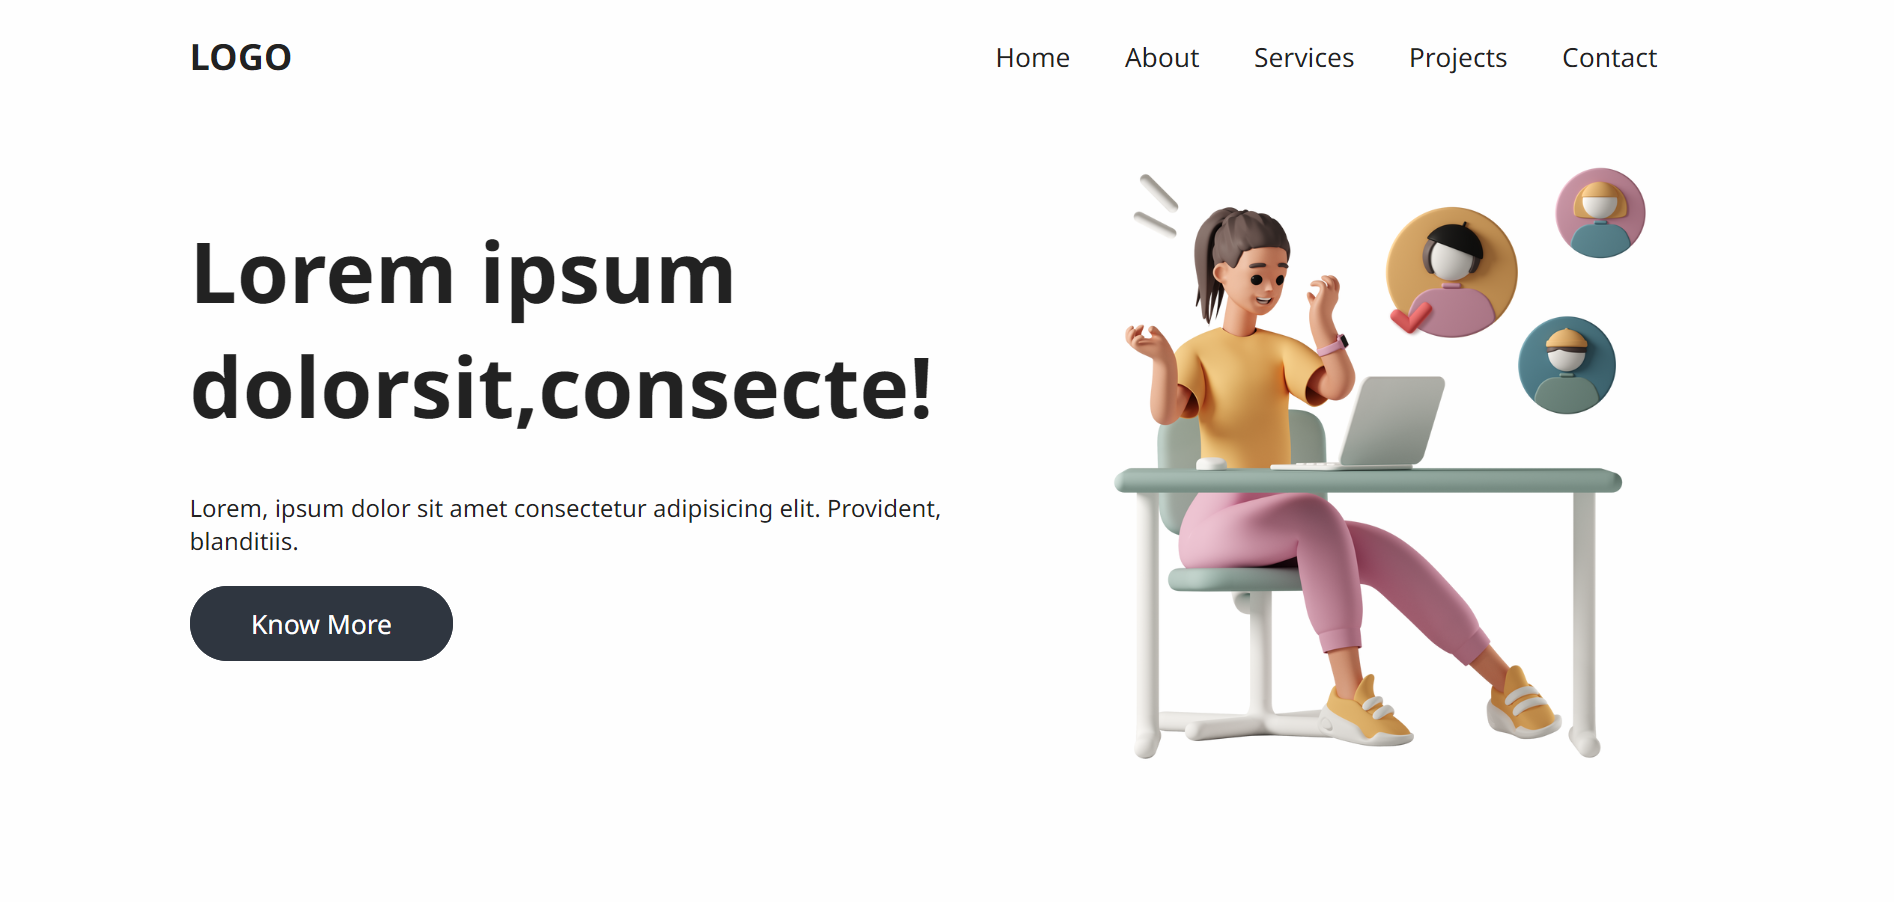 LOGO
Home About Services Projects Contact
Lorem ipsum
dolorsit,consecte!
Lorem, ipsum dolor sit amet consectetur adipisicing elit. Provident,
blanditiis.
Know More